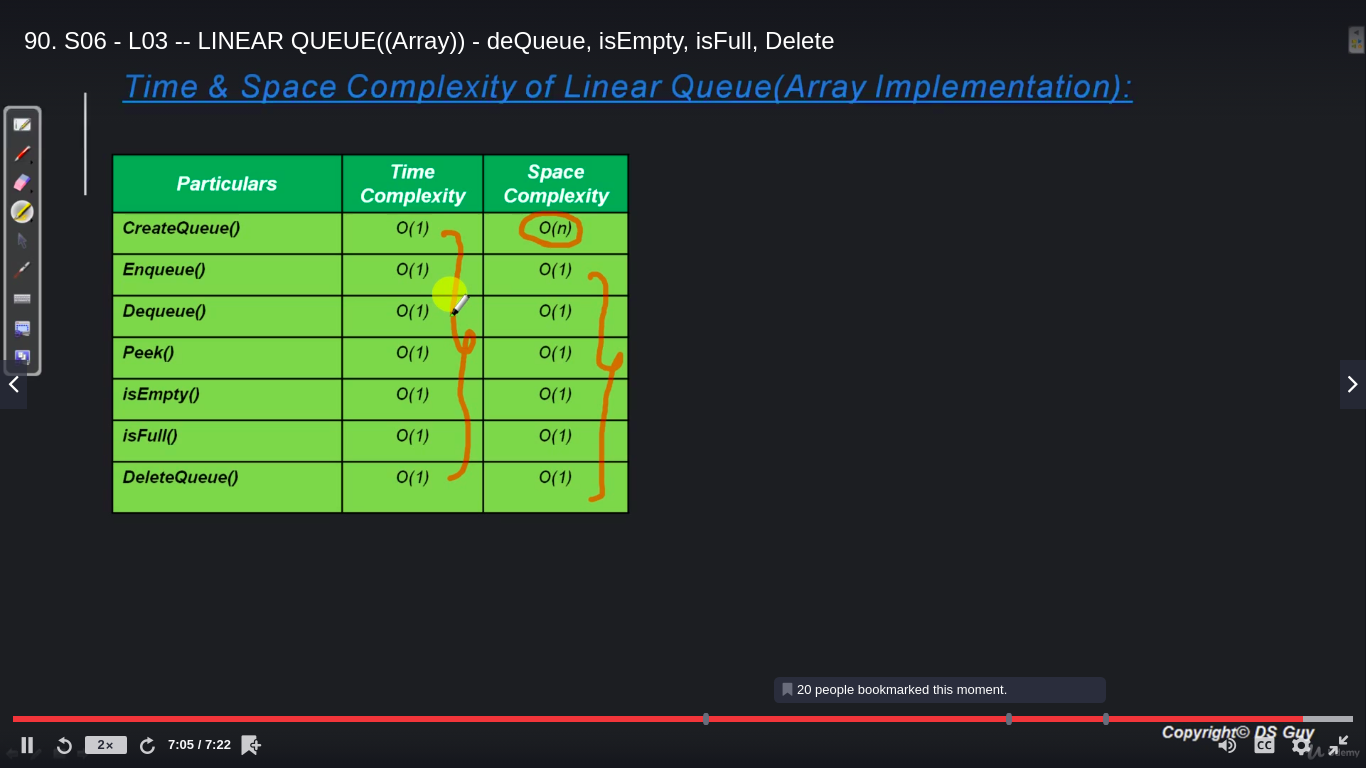 90. S06 - L03 -- LINEAR QUEUE((Array)) - deQueue, isEmpty, isFull, Delete
Time & Space Complexity of Linear Queue(Array Implementation):
Particulars Time Complexity Space Complexity
CreateQueue() O(1) O(n)
Enqueue() O(1) O(1)
Dequeue() O(1) O(1)
Peek() O(1) O(1)
isEmpty() O(1) O(1)
isFull() O(1) O(1)
DeleteQueue() O(1) O(1)
20 people bookmarked this moment.
Copyright© DS Guy
2× 7:05 / 7:22 CC